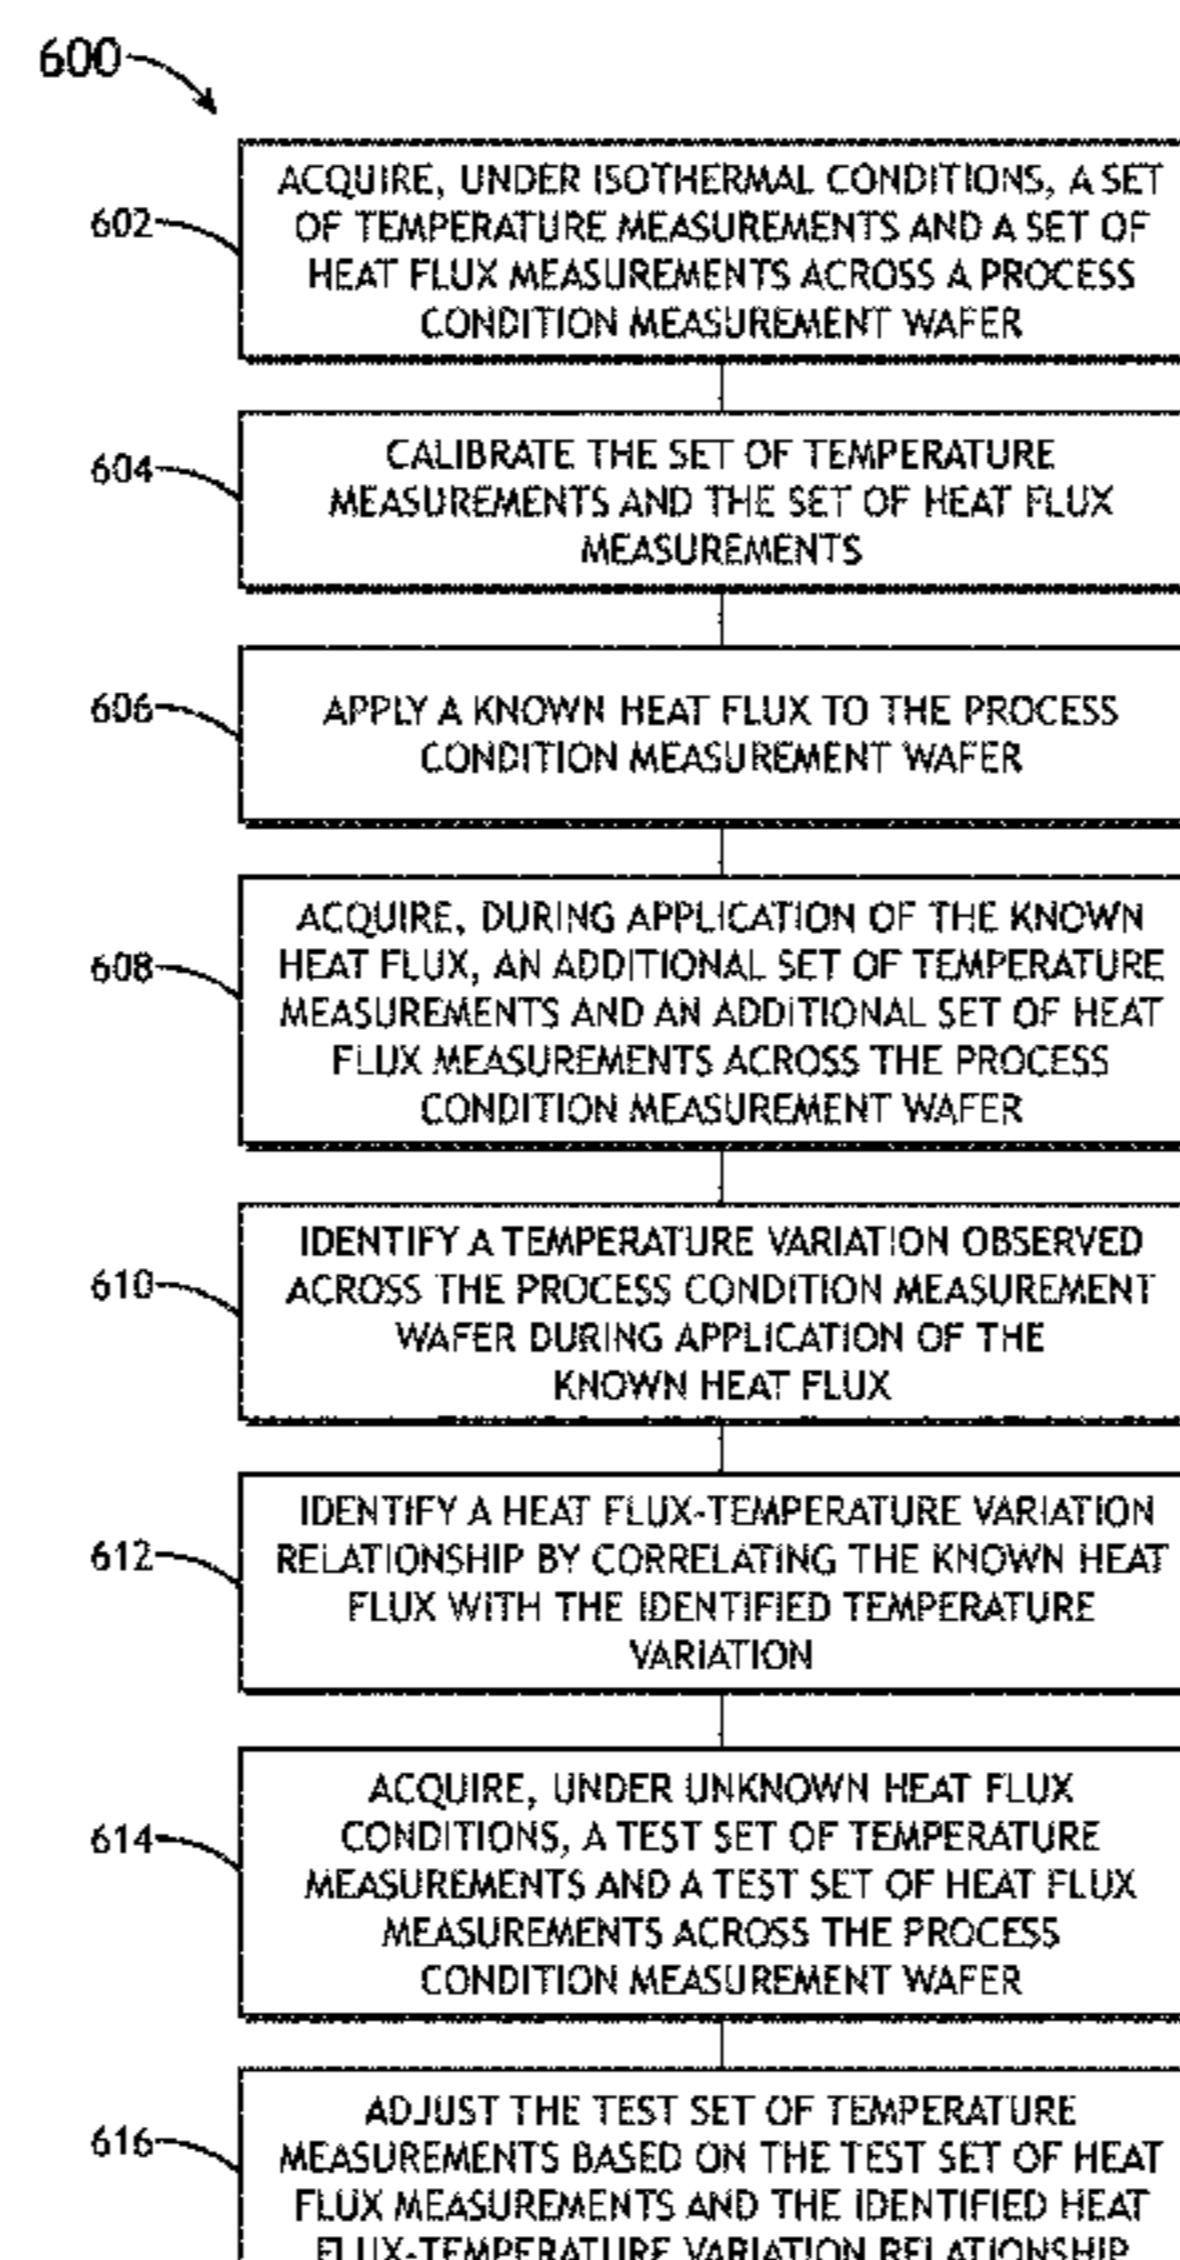 600
602
ACQUIRE, UNDER ISOTHERMAL CONDITIONS, A SET
OF TEMPERATURE MEASUREMENTS AND A SET OF
HEAT FLUX MEASUREMENTS ACROSS A PROCESS
CONDITION MEASUREMENT WAFER
604
CALIBRATE THE SET OF TEMPERATURE
MEASUREMENTS AND THE SET OF HEAT FLUX
MEASUREMENTS
606
APPLY A KNOWN HEAT FLUX TO THE PROCESS
CONDITION MEASUREMENT WAFER
608
ACQUIRE, DURING APPLICATION OF THE KNOWN
HEAT FLUX, AN ADDITIONAL SET OF TEMPERATURE
MEASUREMENTS AND AN ADDITIONAL SET OF HEAT
FLUX MEASUREMENTS ACROSS THE PROCESS
CONDITION MEASUREMENT WAFER
610
IDENTIFY A TEMPERATURE VARIATION OBSERVED
ACROSS THE PROCESS CONDITION MEASUREMENT
WAFER DURING APPLICATION OF THE
KNOWN HEAT FLUX
612
IDENTIFY A HEAT FLUX-TEMPERATURE VARIATION
RELATIONSHIP BY CORRELATING THE KNOWN HEAT
FLUX WITH THE IDENTIFIED TEMPERATURE
VARIATION
614
ACQUIRE, UNDER UNKNOWN HEAT FLUX
CONDITIONS, A TEST SET OF TEMPERATURE
MEASUREMENTS AND A TEST SET OF HEAT FLUX
MEASUREMENTS ACROSS THE PROCESS
CONDITION MEASUREMENT WAFER
616
ADJUST THE TEST SET OF TEMPERATURE
MEASUREMENTS BASED ON THE TEST SET OF HEAT
FLUX MEASUREMENTS AND THE IDENTIFIED HEAT
FLUX-TEMPERATURE VARIATION RELATIONSHIP